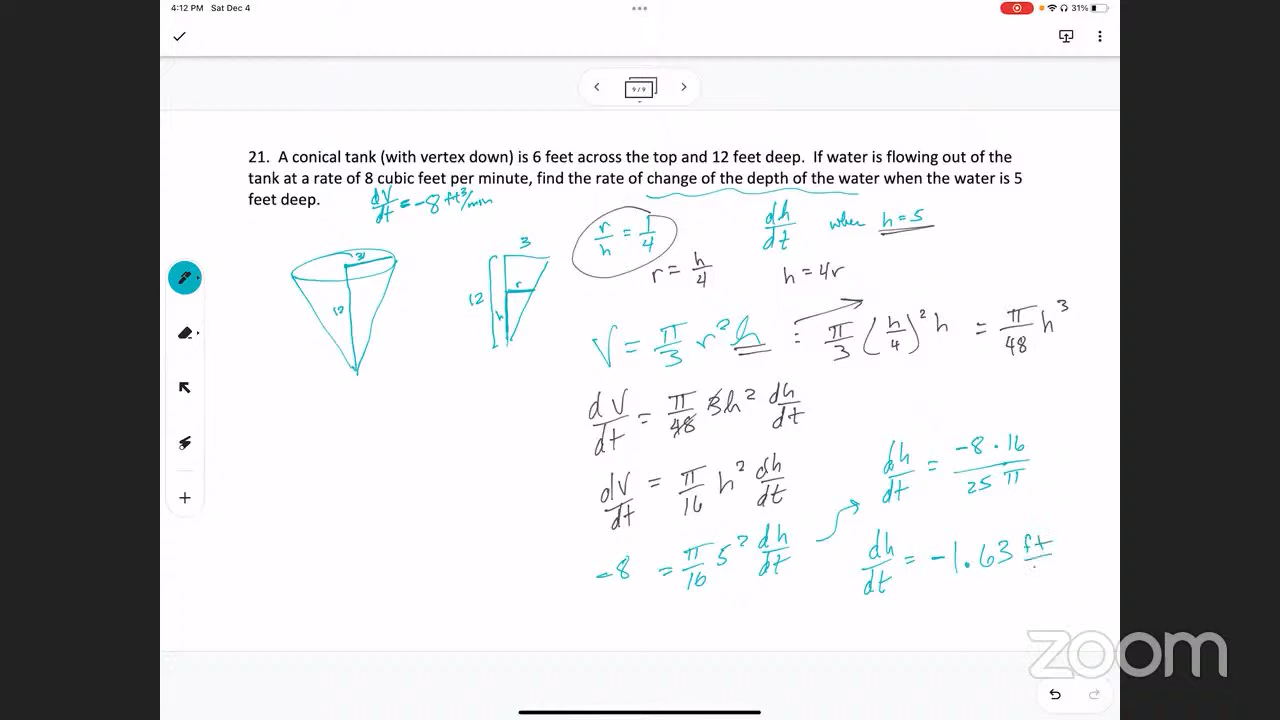 4:12 PM Sat Dec 4
31%
9/9
21. A conical tank (with vertex down) is 6 feet across the top and 12 feet deep. If water is flowing out of the
tank at a rate of 8 cubic feet per minute, find the rate of change of the depth of the water when the water is 5
feet deep.
dV/dt = -8 ft³/min
r/h = 1/4
dh/dt when h = 5
r = h/4
h = 4r
3
12
3
12
r
h
V = π/3 r² h = π/3 (h/4)² h = π/48 h³
dV/dt = π/48 3h² dh/dt
dV/dt = π/16 h² dh/dt
-8 = π/16 5² dh/dt
dh/dt = -8 · 16 / 25 π
dh/dt = -1.63 ft
zoom